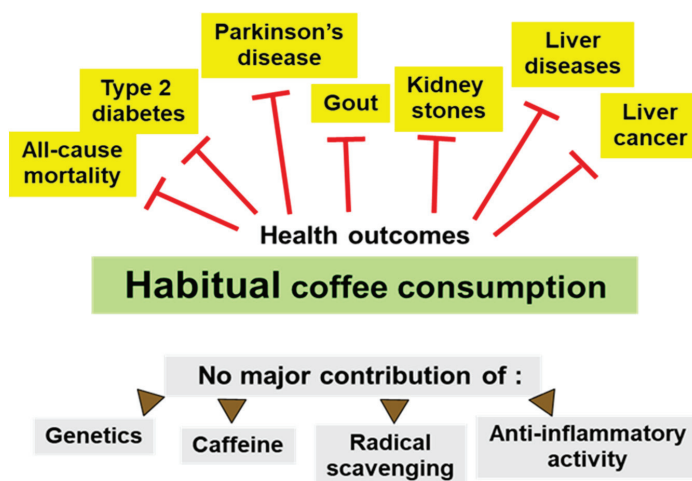 Parkinson's
disease
Liver
diseases
Type 2
diabetes
Gout
Kidney
stones
Liver
cancer
All-cause
mortality
Health outcomes
Habitual coffee consumption
No major contribution of :
Genetics
Caffeine
Radical
scavenging
Anti-inflammatory
activity